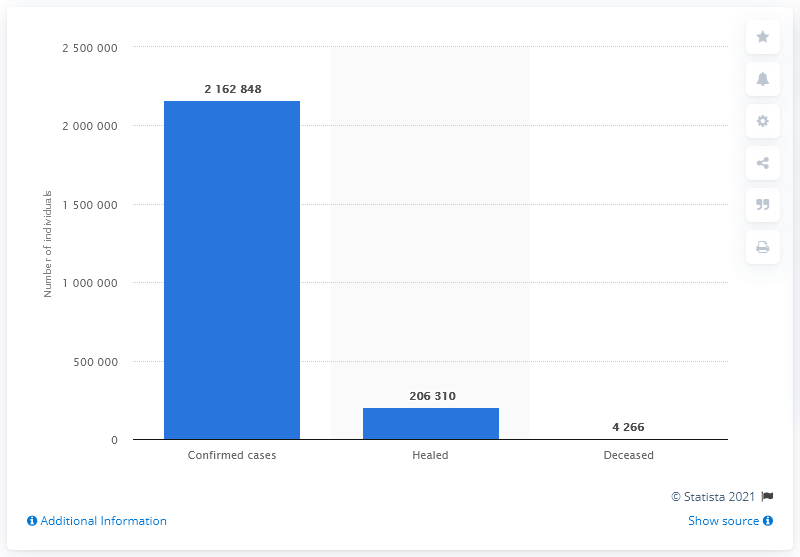 2 500 000
2 162 848
2 000 000
1 500 000
Number of individuals
1 000 000
500 000
206 310
4 266
0
Confirmed cases Healed Deceased
© Statista 2021
Additional Information Show source